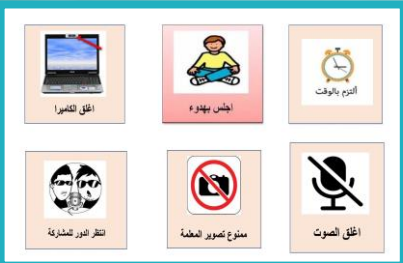 ألتزم بالوقت
اجلس بهدوء
اغلق الكاميرا
اغلق الصوت
ممنوع تصوير المعلمة
انتظر الدور للمشاركة